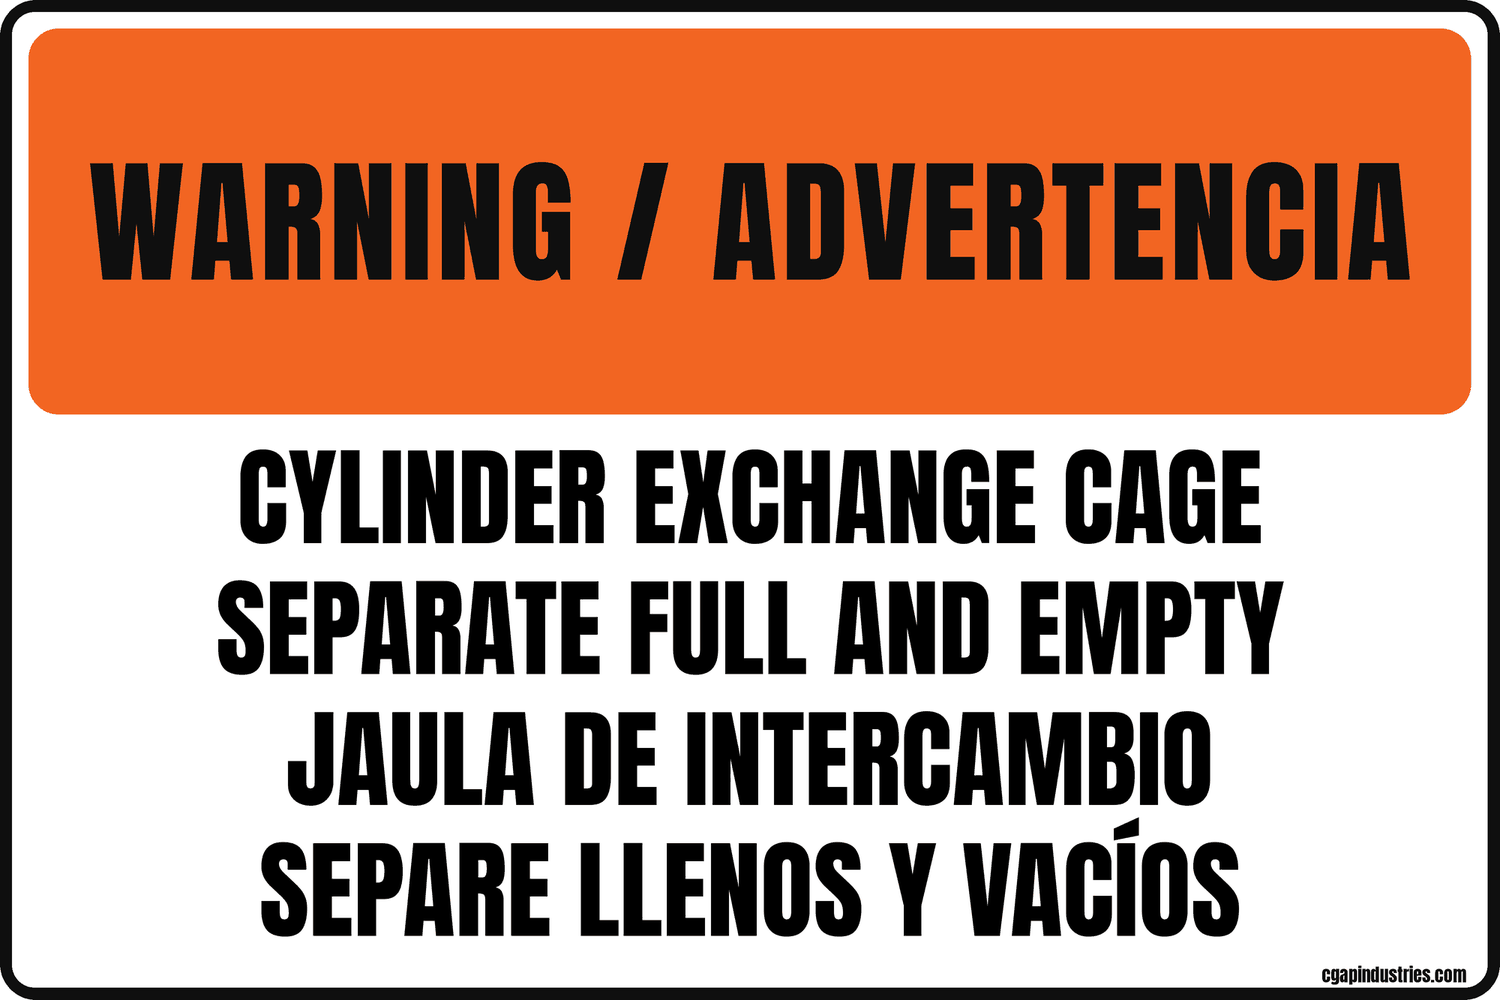 WARNING / ADVERTENCIA
CYLINDER EXCHANGE CAGE
SEPARATE FULL AND EMPTY
JAULA DE INTERCAMBIO
SEPARE LLENOS Y VACÍOS
cgapindustries.com